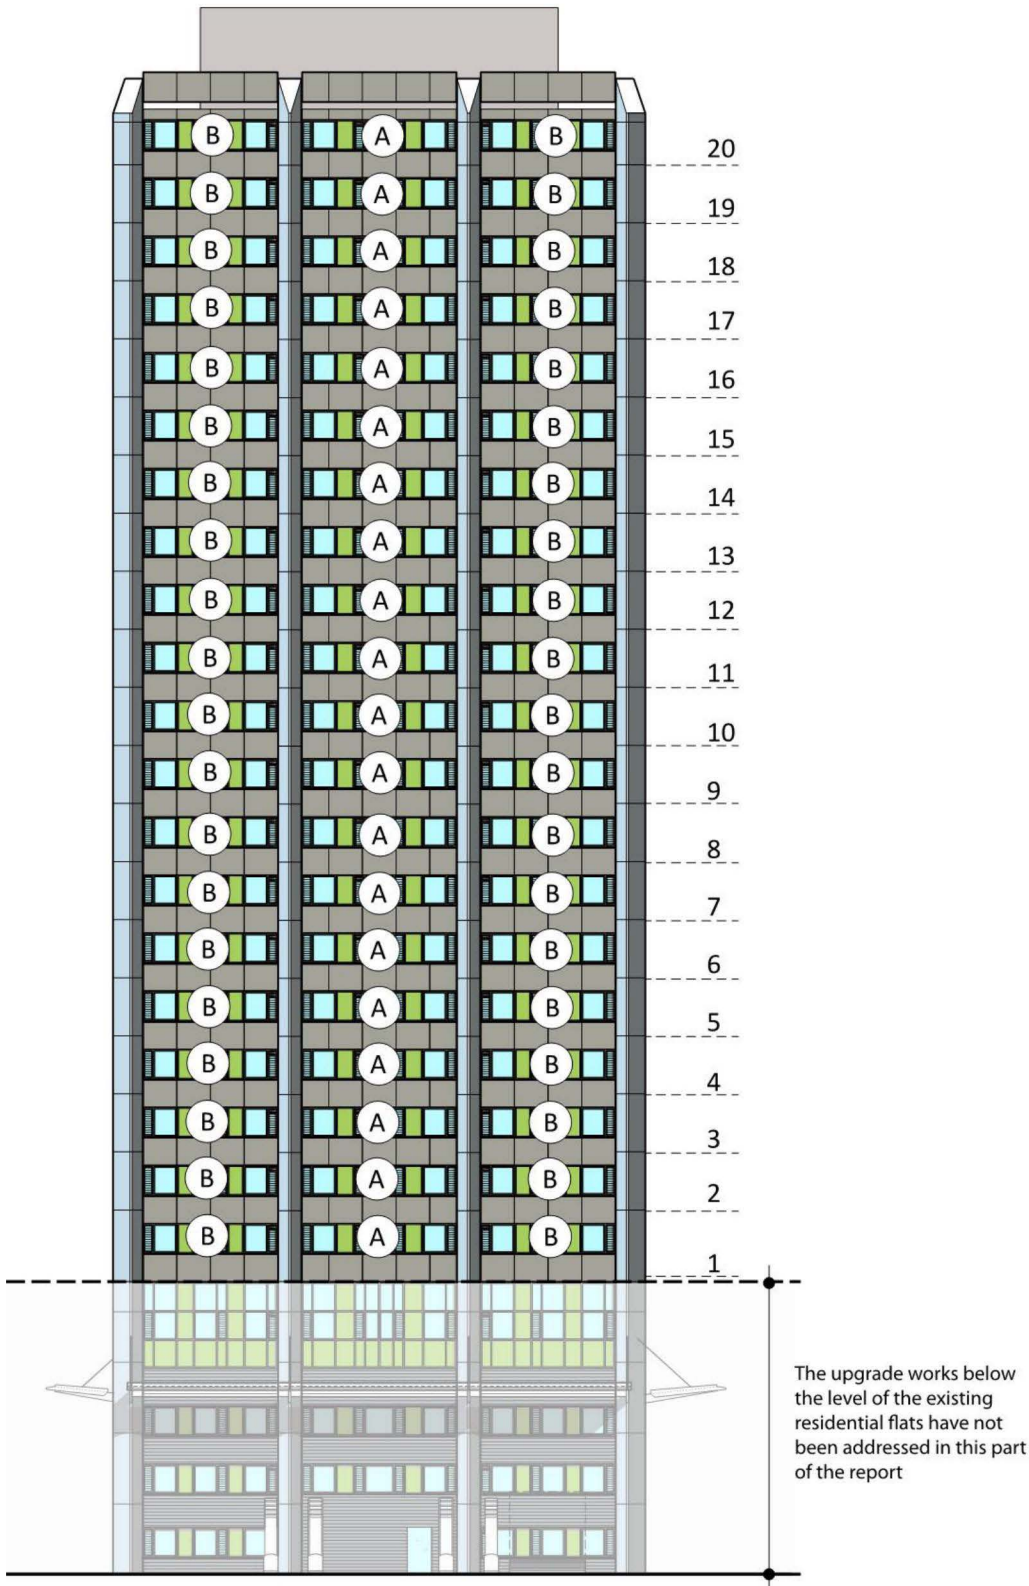 B A B 20
B A B 19
B A B 18
B A B 17
B A B 16
B A B 15
B A B 14
B A B 13
B A B 12
B A B 11
B A B 10
B A B 9
B A B 8
B A B 7
B A B 6
B A B 5
B A B 4
B A B 3
B A B 2
B A B 1
The upgrade works below
the level of the existing
residential flats have not
been addressed in this part
of the report